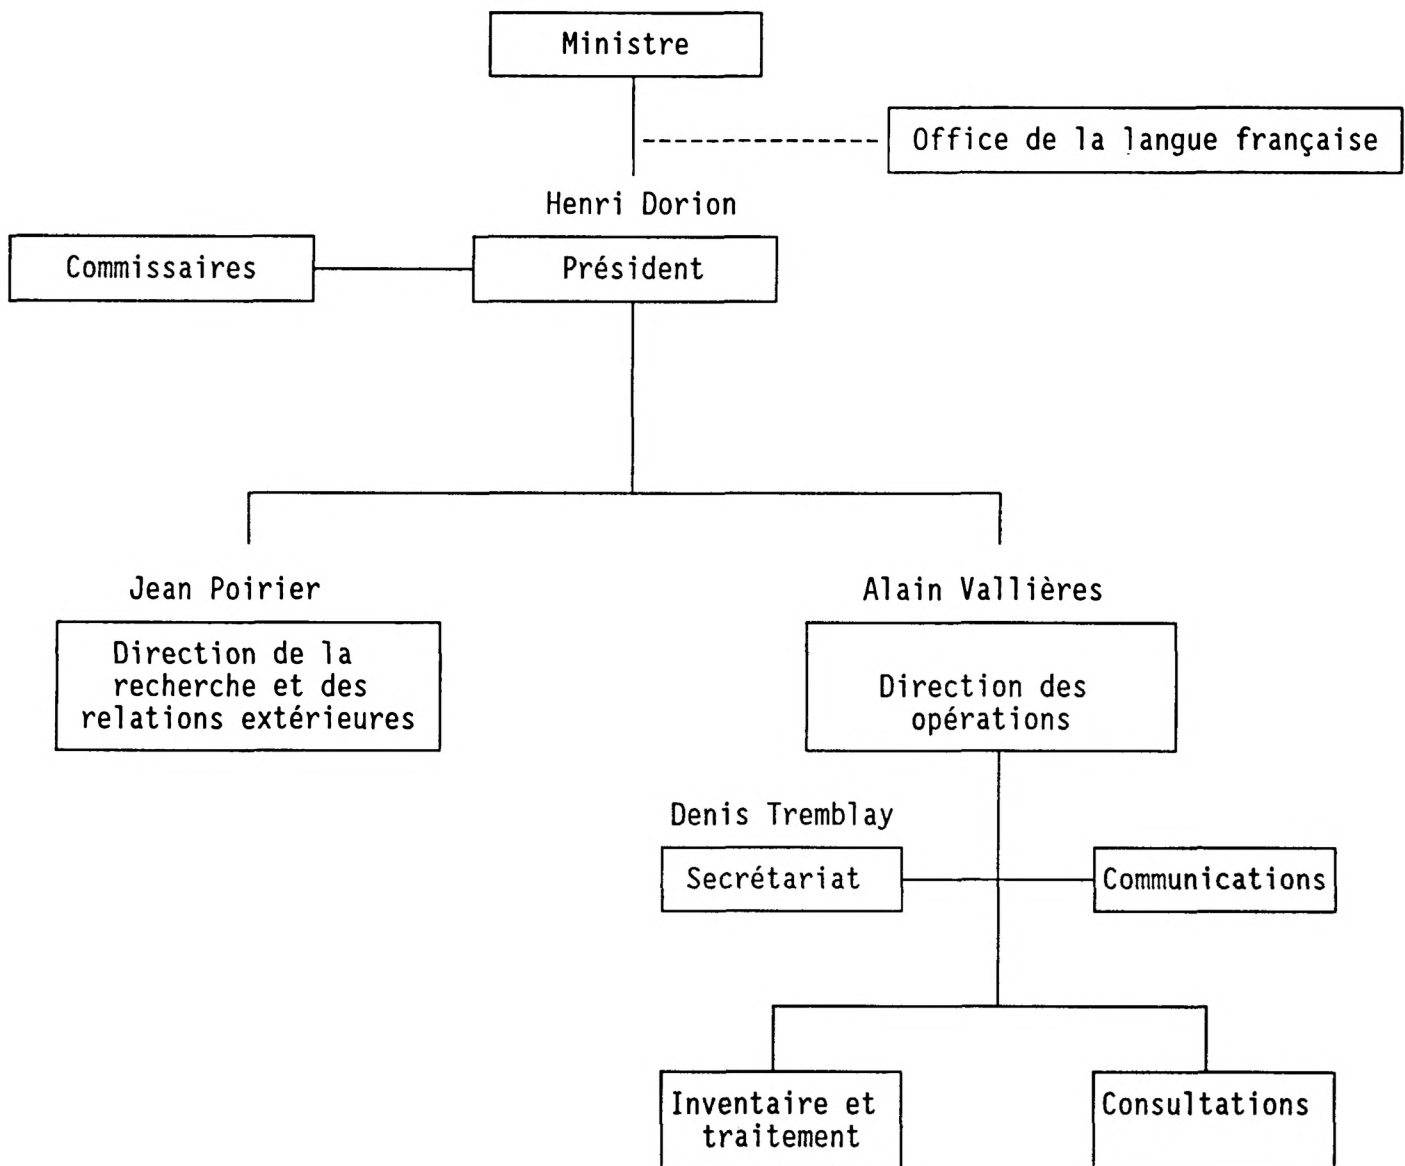 Ministre
Office de la langue française
Henri Dorion
Commissaires
Président
Jean Poirier
Alain Vallières
Direction de la
recherche et des
relations extérieures
Direction des
opérations
Denis Tremblay
Secrétariat
Communications
Inventaire et
traitement
Consultations